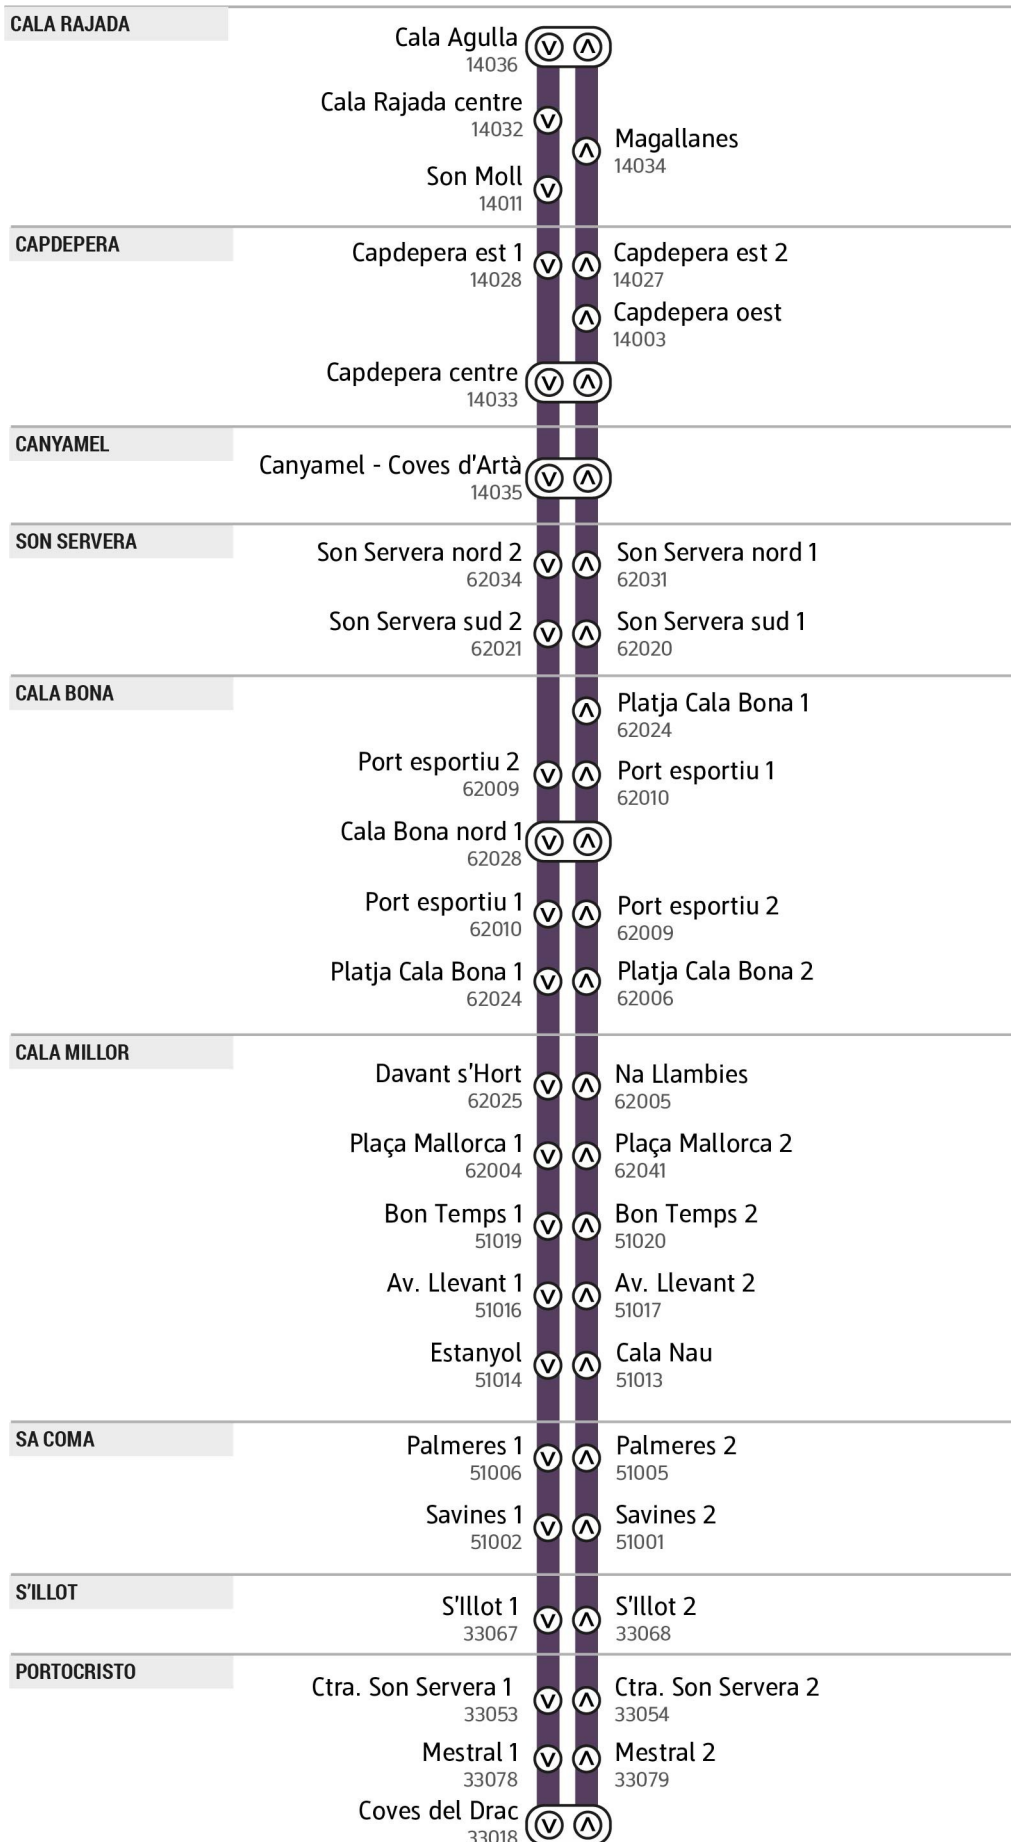 CALA RAJADA
Cala Agulla
14036
Cala Rajada centre
14032
Magallanes
14034
Son Moll
14011
CAPDEPERA
Capdepera est 1
14028
Capdepera est 2
14027
Capdepera oest
14003
Capdepera centre
14033
CANYAMEL
Canyamel - Coves d'Artà
14035
SON SERVERA
Son Servera nord 2
62034
Son Servera nord 1
62031
Son Servera sud 2
62021
Son Servera sud 1
62020
CALA BONA
Platja Cala Bona 1
62024
Port esportiu 2
62009
Port esportiu 1
62010
Cala Bona nord 1
62028
Port esportiu 1
62010
Port esportiu 2
62009
Platja Cala Bona 1
62024
Platja Cala Bona 2
62006
CALA MILLOR
Davant s'Hort
62025
Na Llambies
62005
Plaça Mallorca 1
62004
Plaça Mallorca 2
62041
Bon Temps 1
51019
Bon Temps 2
51020
Av. Llevant 1
51016
Av. Llevant 2
51017
Estanyol
51014
Cala Nau
51013
SA COMA
Palmeres 1
51006
Palmeres 2
51005
Savines 1
51002
Savines 2
51001
S'ILLOT
S'Illot 1
33067
S'Illot 2
33068
PORTOCRISTO
Ctra. Son Servera 1
33053
Ctra. Son Servera 2
33054
Mestral 1
33078
Mestral 2
33079
Coves del Drac
33018